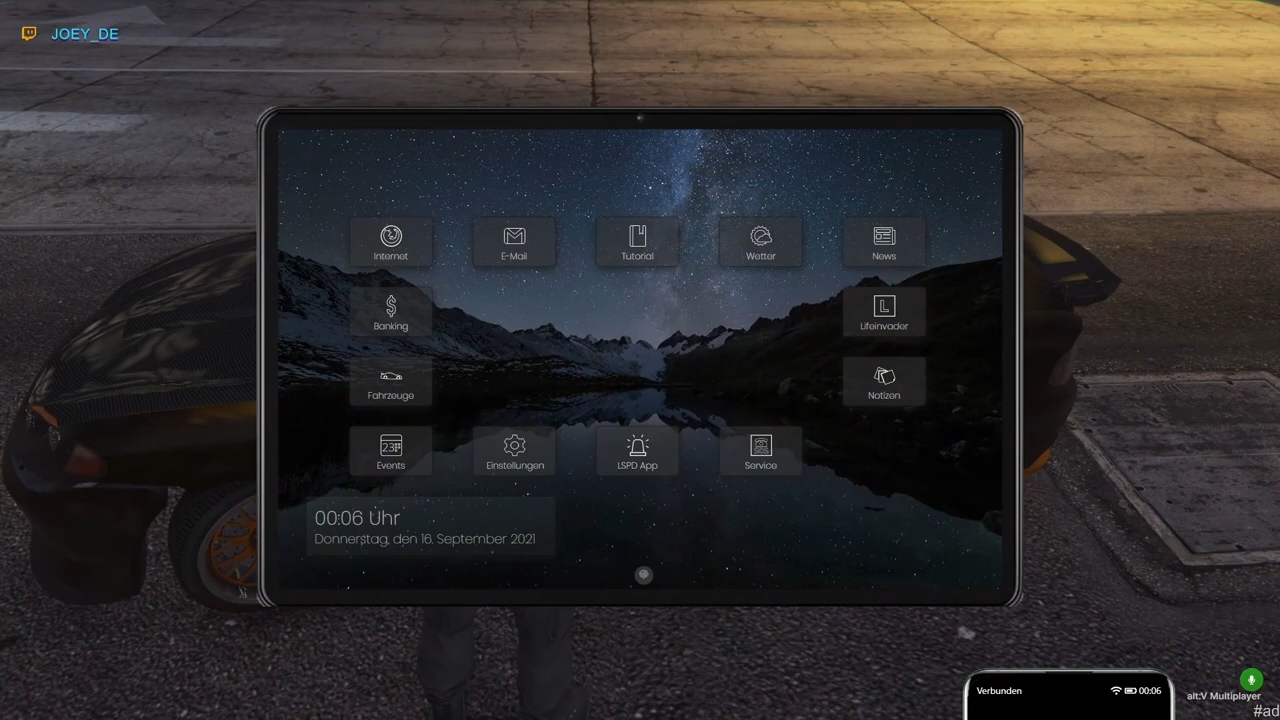 JOEY_DE
Internet
E-Mail
Tutorial
Wetter
News
Banking
L
Lifeinvader
Fahrzeuge
Notizen
23
Events
Einstellungen
LSPD App
Service
00:06 Uhr
Donnerstag, den 16. September 2021
Verbunden
00:06
alt:V Multiplayer
#ad